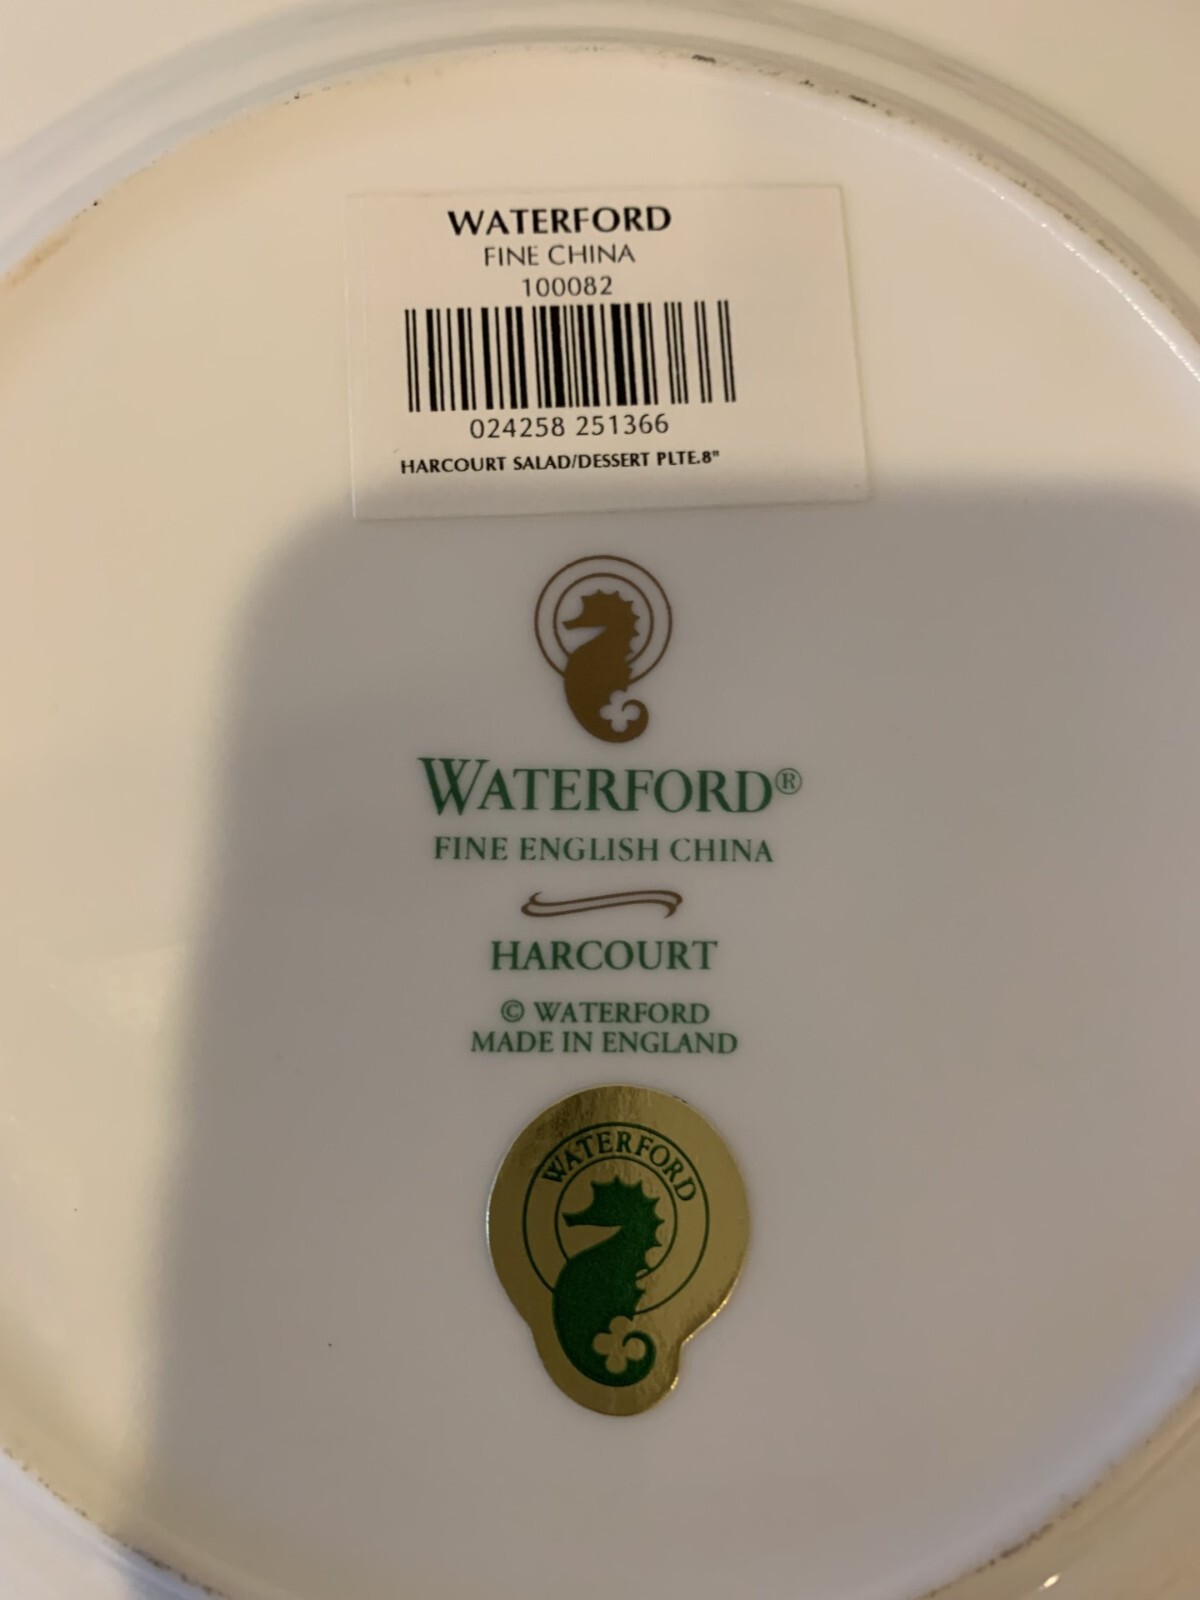 WATERFORD
FINE CHINA
100082
024258 251366
HARCOURT SALAD/DESSERT PLTE.8"
WATERFORD®
FINE ENGLISH CHINA
HARCOURT
© WATERFORD
MADE IN ENGLAND
WATERFORD